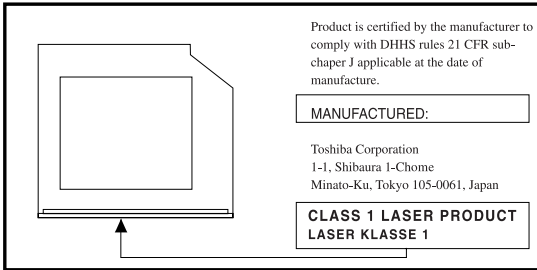 Product is certified by the manufacturer to
comply with DHHS rules 21 CFR sub-
chaper J applicable at the date of
manufacture.
MANUFACTURED:
Toshiba Corporation
1-1, Shibaura 1-Chome
Minato-Ku, Tokyo 105-0061, Japan
CLASS 1 LASER PRODUCT
LASER KLASSE 1